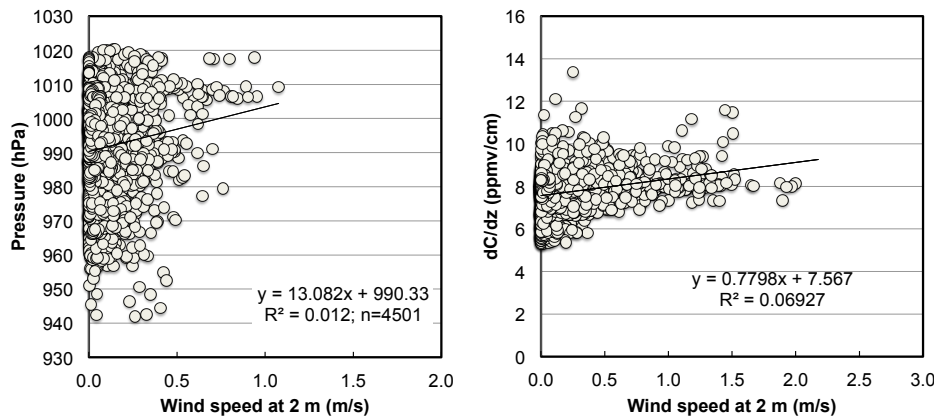 1030
1020
1010
1000
990
980
970
960
950
940
930
Pressure (hPa)
y = 13.082x + 990.33
R² = 0.012; n=4501
0.0 0.5 1.0 1.5 2.0
Wind speed at 2 m (m/s)
16
14
12
10
8
6
4
2
0
dC/dz (ppmv/cm)
y = 0.7798x + 7.567
R² = 0.06927
0.0 0.5 1.0 1.5 2.0 2.5 3.0
Wind speed at 2 m (m/s)